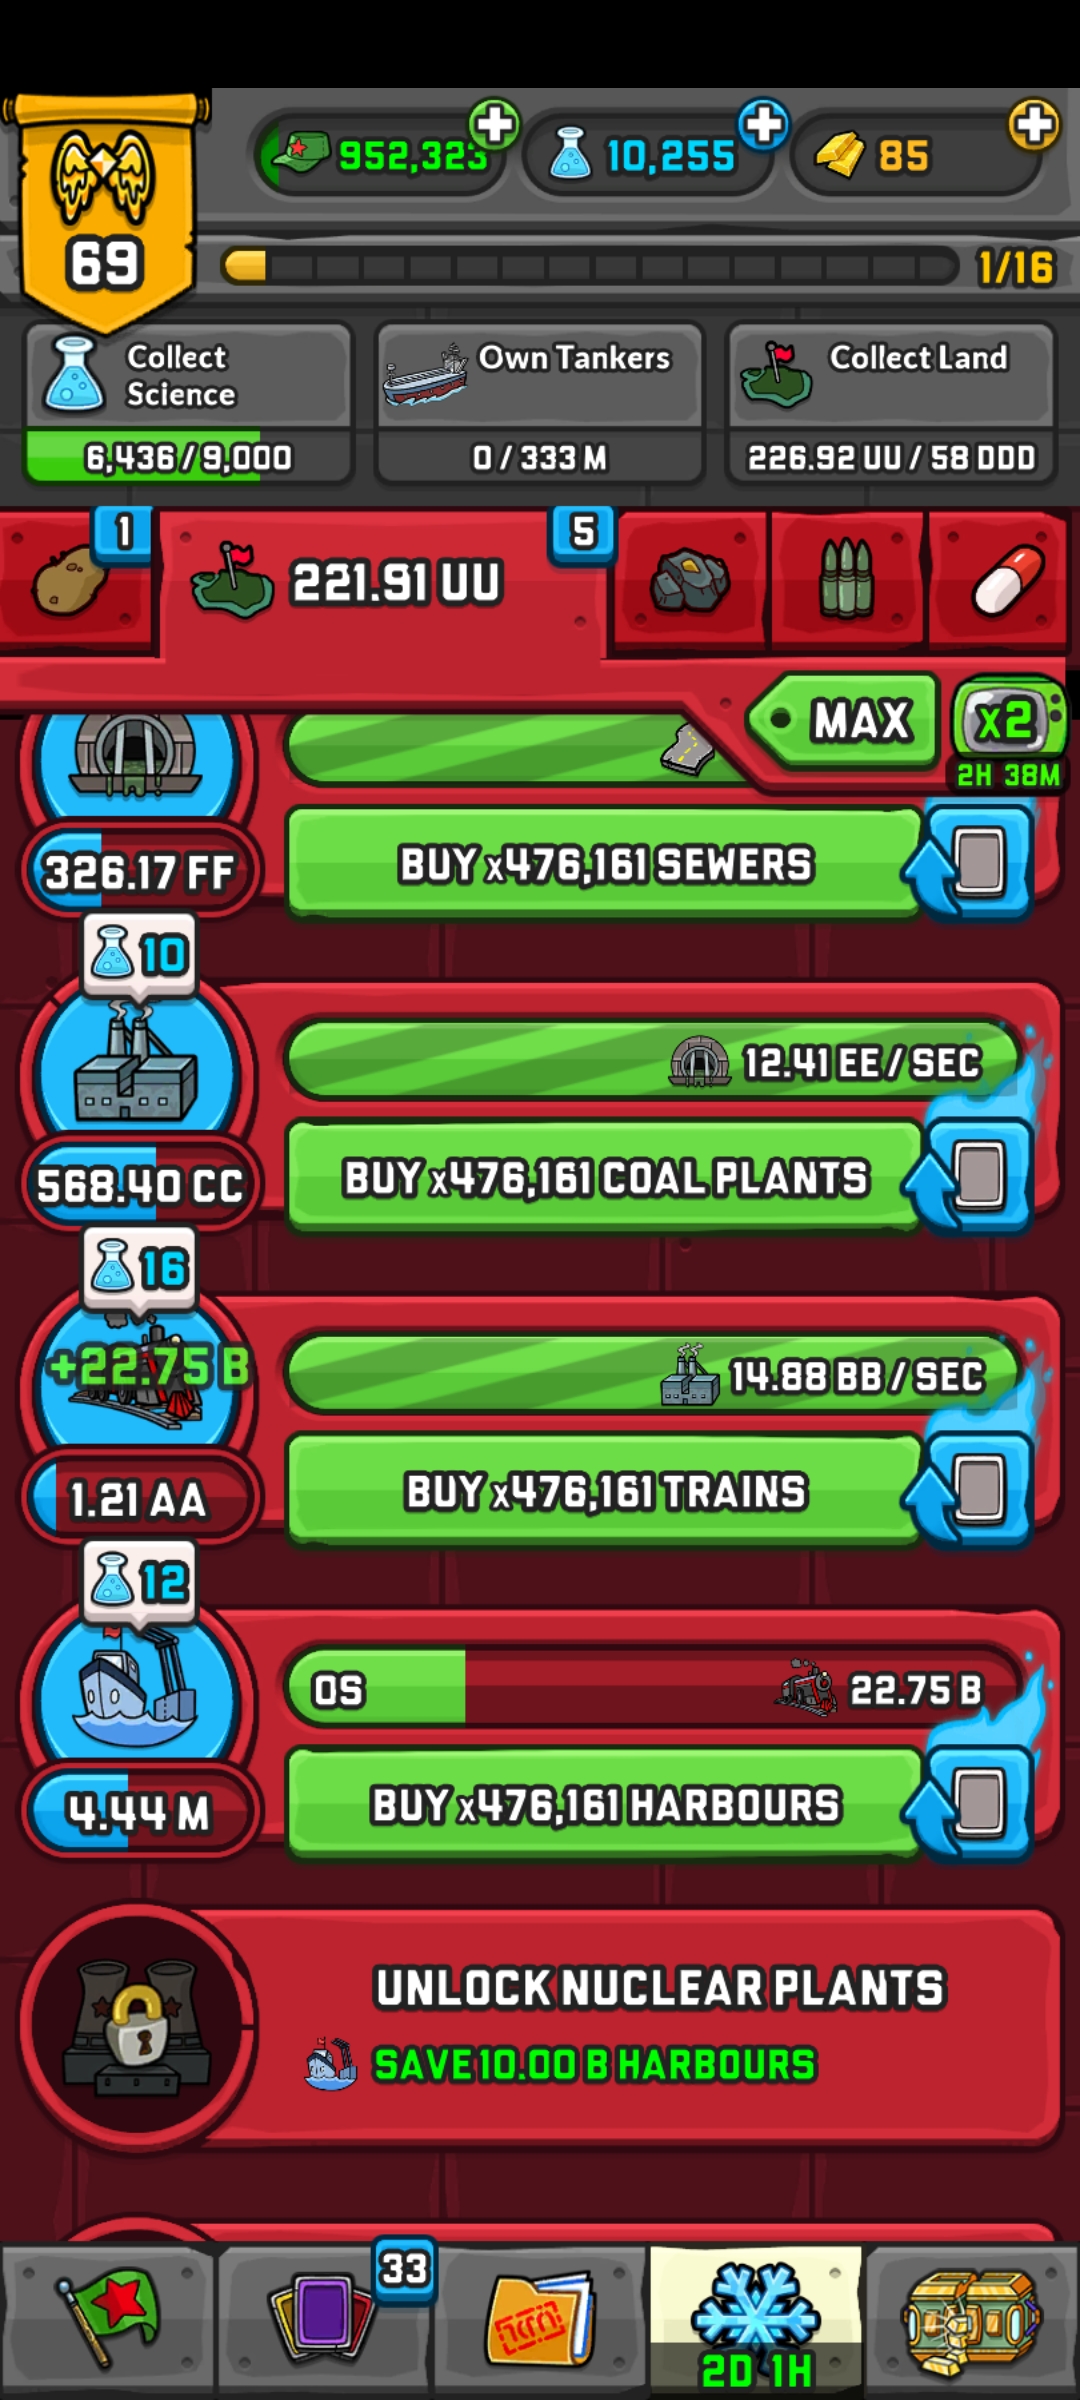 952,323
10,255
85
69
1/16
Collect
Science
6,436/9,000
Own Tankers
0/333 M
Collect Land
226.92 UU/58 DDD
1
221.91 UU
5
MAX
x2
2H 38M
326.17 FF
BUY x476,161 SEWERS
10
12.41 EE/SEC
568.40 CC
BUY x476,161 COAL PLANTS
16
+22.75 B
14.88 BB/SEC
1.21 AA
BUY x476,161 TRAINS
12
0S
22.75 B
4.44 M
BUY x476,161 HARBOURS
UNLOCK NUCLEAR PLANTS
SAVE 10.00 B HARBOURS
33
2D 1H